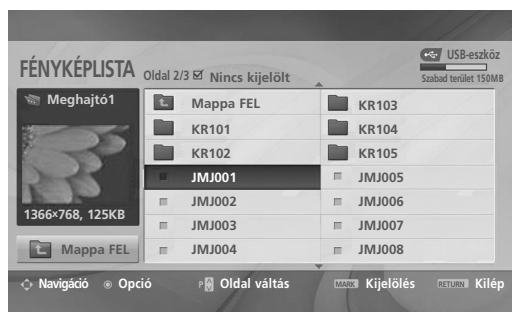 USB-eszköz
FÉNYKÉPLISTA Oldal 2/3 Nincs kijelölt
Szabad terület 150MB
Meghajtó1
Mappa FEL
KR101
KR102
JMJ001
JMJ002
JMJ003
JMJ004
KR103
KR104
KR105
JMJ005
JMJ006
JMJ007
JMJ008
1366×768, 125KB
Mappa FEL
Navigáció Opció P Oldal váltás MARK Kijelölés RETURN Kilép